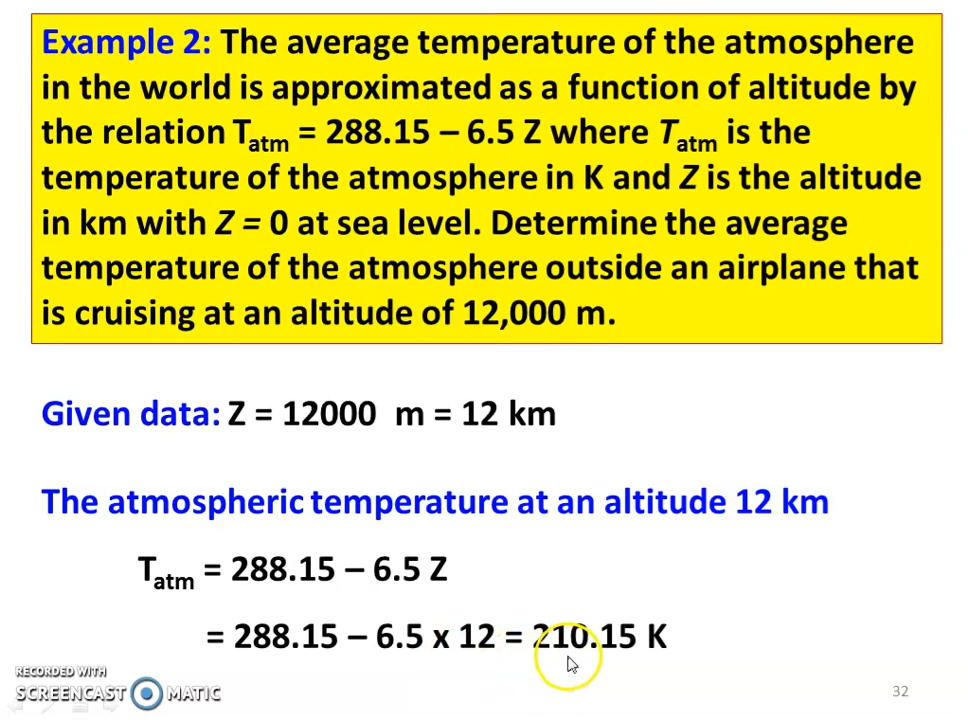 Example 2: The average temperature of the atmosphere
in the world is approximated as a function of altitude by
the relation Tatm = 288.15 – 6.5 Z where Tatm is the
temperature of the atmosphere in K and Z is the altitude
in km with Z = 0 at sea level. Determine the average
temperature of the atmosphere outside an airplane that
is cruising at an altitude of 12,000 m.
Given data: Z = 12000 m = 12 km
The atmospheric temperature at an altitude 12 km
Tatm = 288.15 – 6.5 Z
= 288.15 – 6.5 x 12 = 210.15 K
RECORDED WITH
SCREENCAST MATIC
32